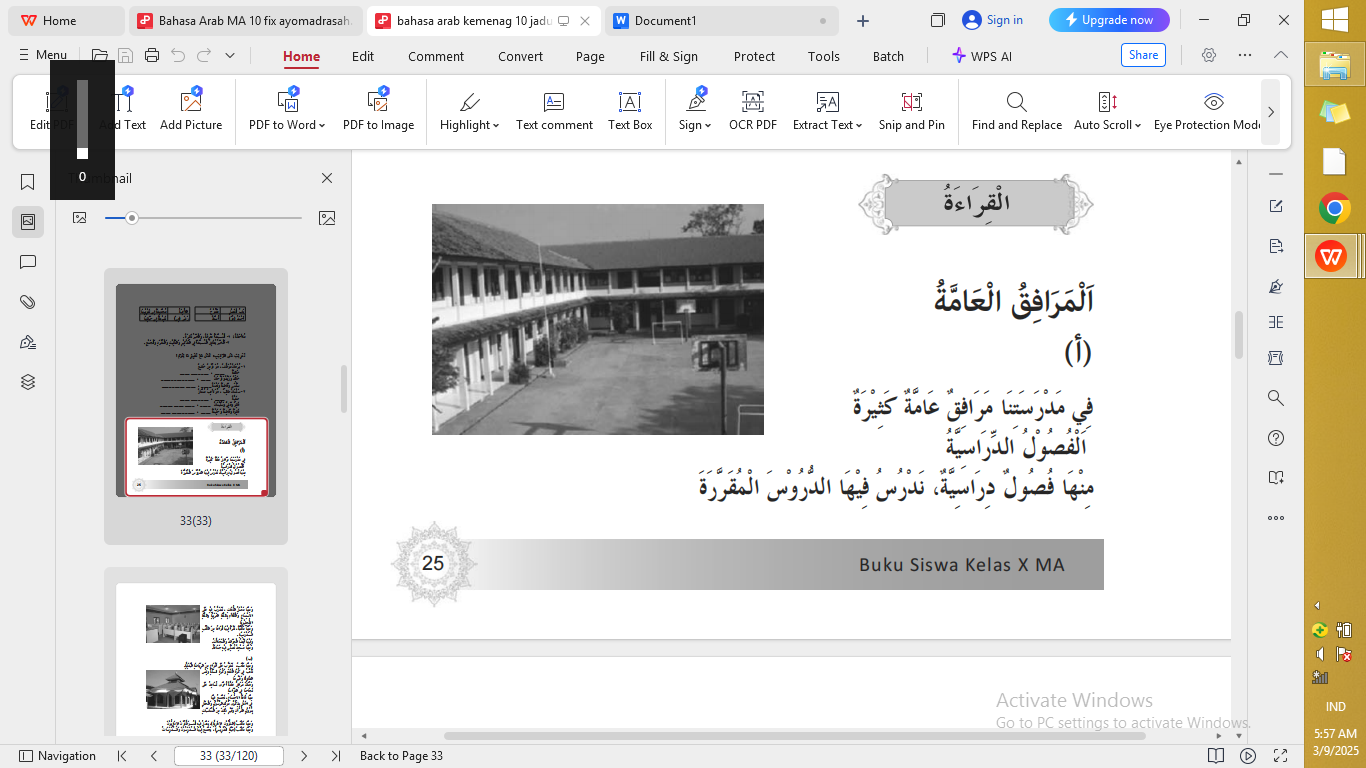 Home
Bahasa Arab MA 10 fix ayomadrasah.
bahasa arab kemenag 10 jadu
Document1
Sign in
Upgrade now
Menu
Home
Edit
Comment
Convert
Page
Fill & Sign
Protect
Tools
Batch
WPS AI
Share
Edit PDF
Add Text
Add Picture
PDF to Word
PDF to Image
Highlight
Text comment
Text Box
Sign
OCR PDF
Extract Text
Snip and Pin
Find and Replace
Auto Scroll
Eye Protection Mode
0
Thumbnail
33(33)
الْقِرَاءَةُ
اَلْمَرَافِقُ الْعَامَّةُ
(أ)
فِي مَدْرَسَتِنَا مَرَافِقٌ عَامَّةٌ كَثِيْرَةٌ
اَلْفُصُوْلُ الدِّرَاسِيَّةُ
مِنْهَا فُصُولٌ دِرَاسِيَّةٌ، نَدْرُسُ فِيْهَا الدُّرُوْسَ الْمُقَرَّرَةَ
25
Buku Siswa Kelas X MA
Activate Windows
Go to PC settings to activate Windows.
Navigation
33 (33/120)
Back to Page 33
IND
5:57 AM
3/9/2025